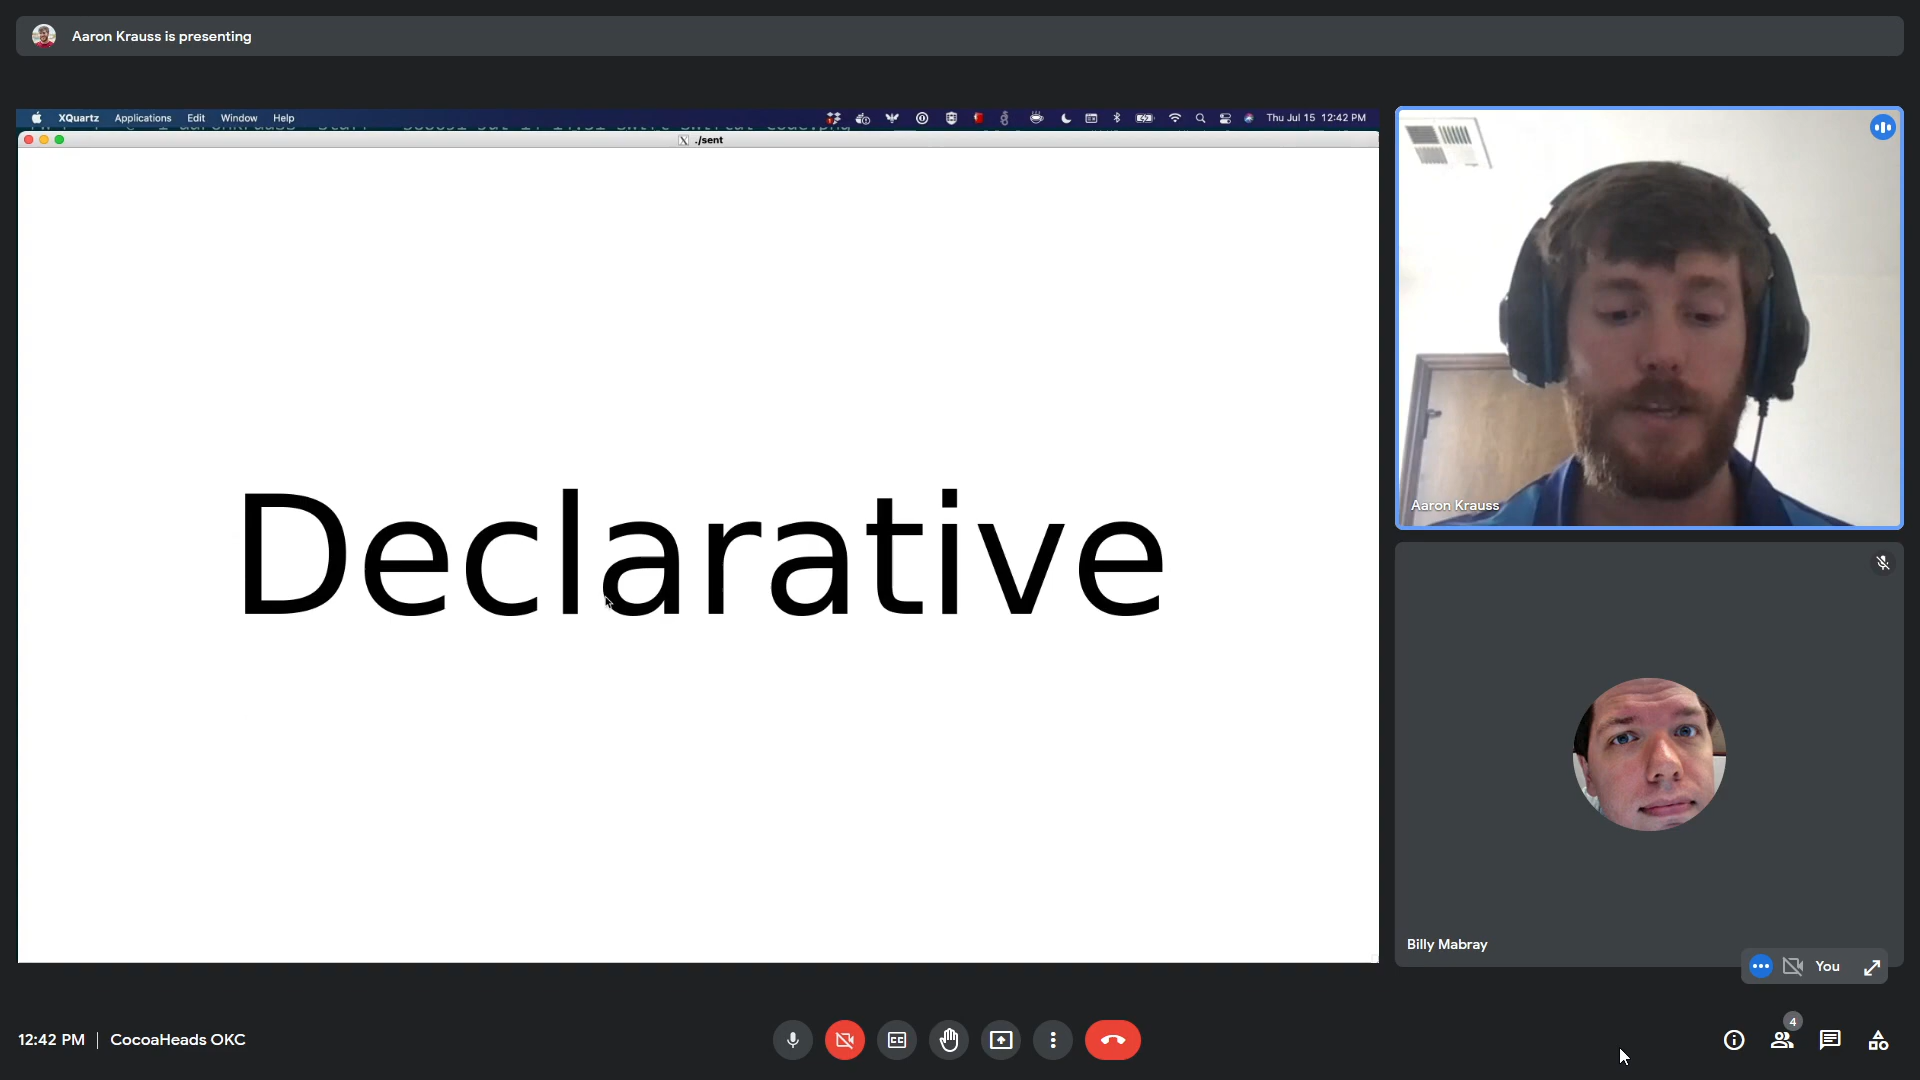 Aaron Krauss is presenting
XQuartz Applications Edit Window Help
Thu Jul 15 12:42 PM
X ./sent
Declarative
Aaron Krauss
Billy Mabray
You
12:42 PM | CocoaHeads OKC
4